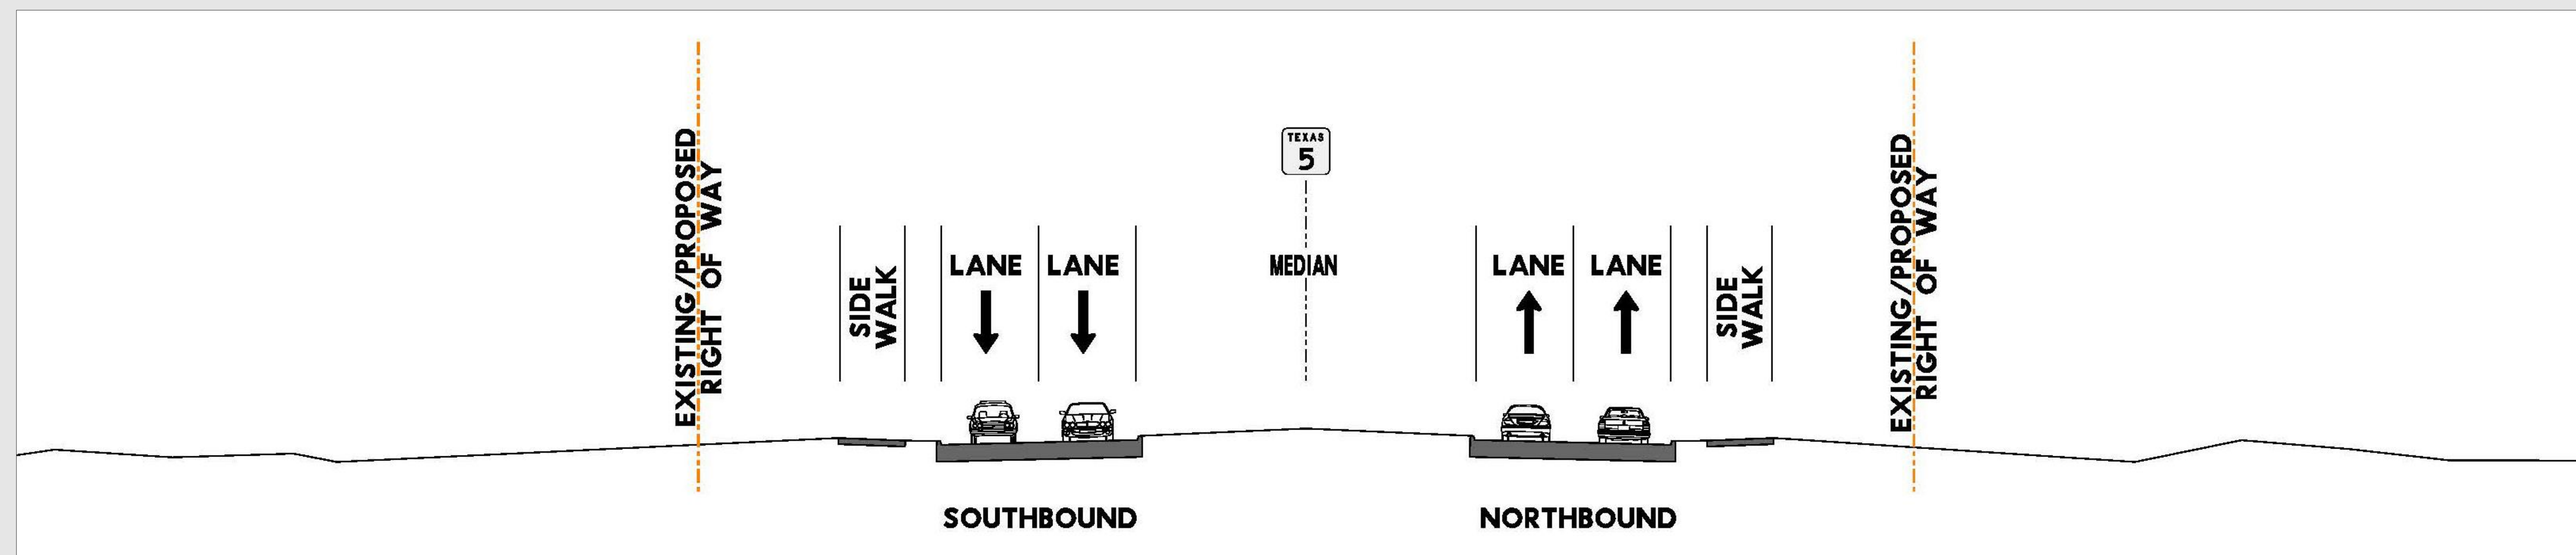 EXISTING/PROPOSED
RIGHT OF WAY
SIDE
WALK
LANE
LANE
TEXAS
5
MEDIAN
LANE
LANE
SIDE
WALK
EXISTING/PROPOSED
RIGHT OF WAY
SOUTHBOUND
NORTHBOUND